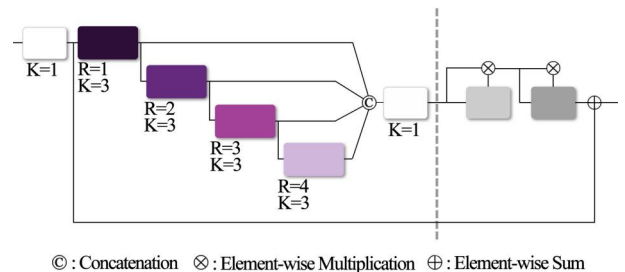 K=1
R=1
K=3
R=2
K=3
R=3
K=3
R=4
K=3
©
K=1
© : Concatenation ⊗ : Element-wise Multiplication ⊕ : Element-wise Sum